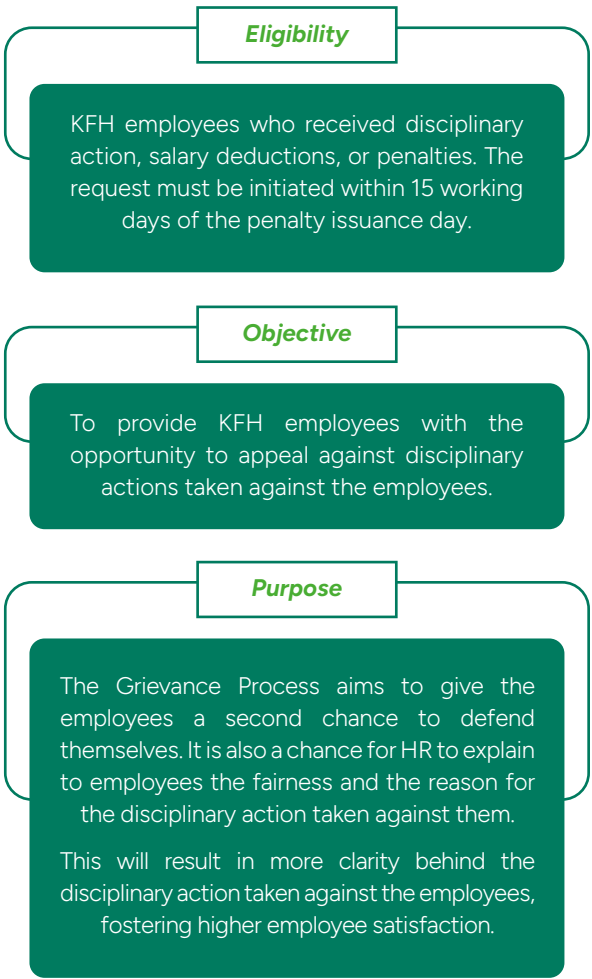 Eligibility
KFH employees who received disciplinary
action, salary deductions, or penalties. The
request must be initiated within 15 working
days of the penalty issuance day.
Objective
To provide KFH employees with the
opportunity to appeal against disciplinary
actions taken against the employees.
Purpose
The Grievance Process aims to give the
employees a second chance to defend
themselves. It is also a chance for HR to explain
to employees the fairness and the reason for
the disciplinary action taken against them.
This will result in more clarity behind the
disciplinary action taken against the employees,
fostering higher employee satisfaction.